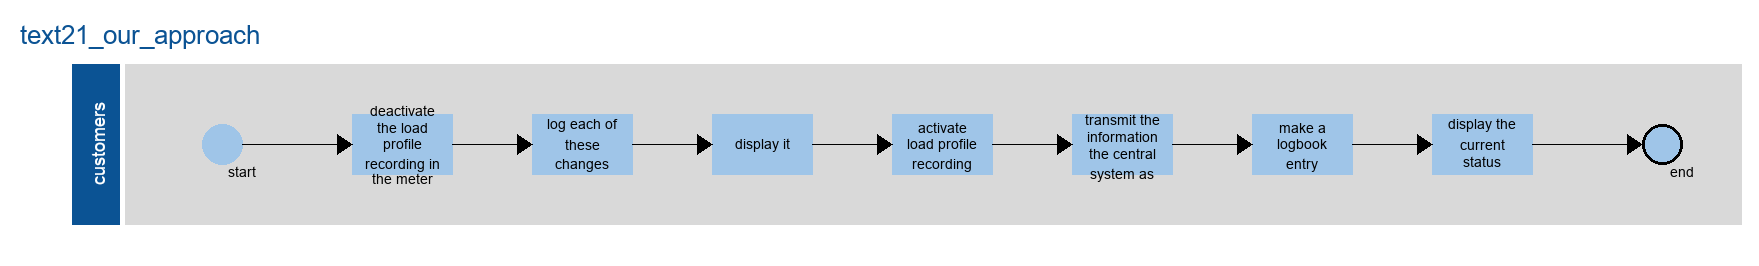 text21_our_approach
customers
start
deactivate
the load
profile
recording in
the meter
log each of
these
changes
display it
activate
load profile
recording
transmit the
information
the central
system as
make a
logbook
entry
display the
current
status
end